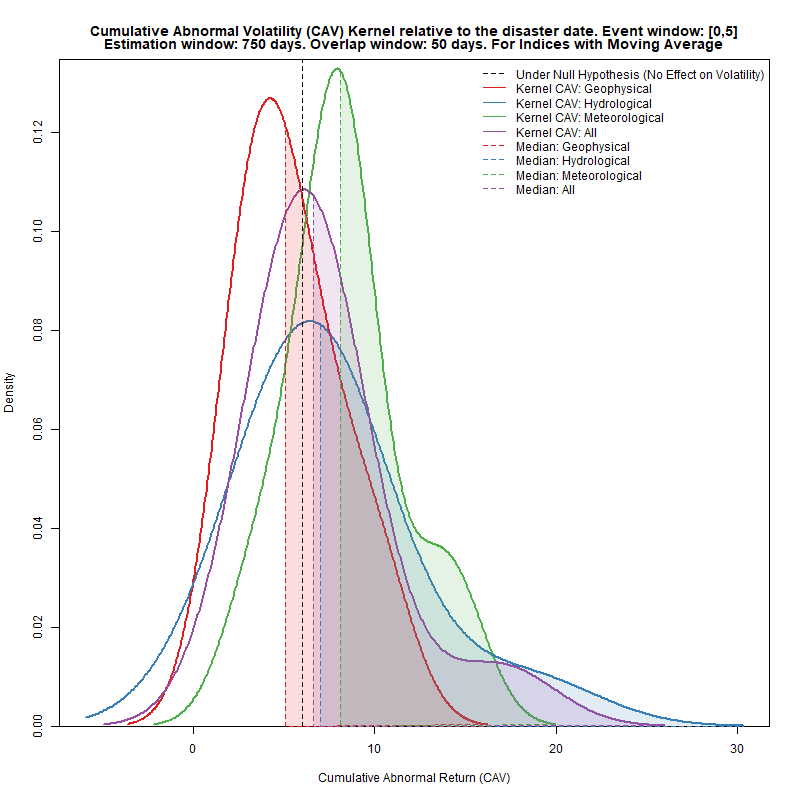 Cumulative Abnormal Volatility (CAV) Kernel relative to the disaster date. Event window: [0,5]
Estimation window: 750 days. Overlap window: 50 days. For Indices with Moving Average
Under Null Hypothesis (No Effect on Volatility)
Kernel CAV: Geophysical
Kernel CAV: Hydrological
Kernel CAV: Meteorological
Kernel CAV: All
Median: Geophysical
Median: Hydrological
Median: Meteorological
Median: All
Density
0.12
0.10
0.08
0.06
0.04
0.02
0.00
0
10
20
30
Cumulative Abnormal Return (CAV)